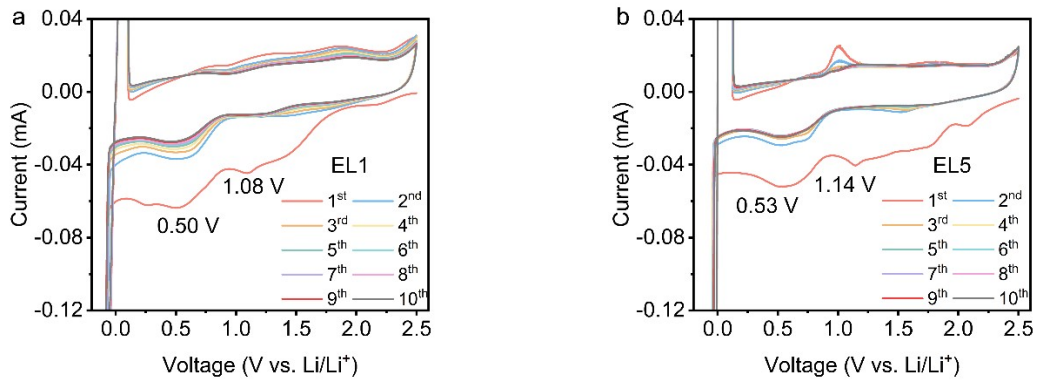 a
0.04
0.00
-0.04
-0.08
-0.12
Current (mA)
1.08 V
0.50 V
EL1
1st 2nd
3rd 4th
5th 6th
7th 8th
9th 10th
0.0 0.5 1.0 1.5 2.0 2.5
Voltage (V vs. Li/Li+)
b
0.04
0.00
-0.04
-0.08
-0.12
Current (mA)
1.14 V
0.53 V
EL5
1st 2nd
3rd 4th
5th 6th
7th 8th
9th 10th
0.0 0.5 1.0 1.5 2.0 2.5
Voltage (V vs. Li/Li+)